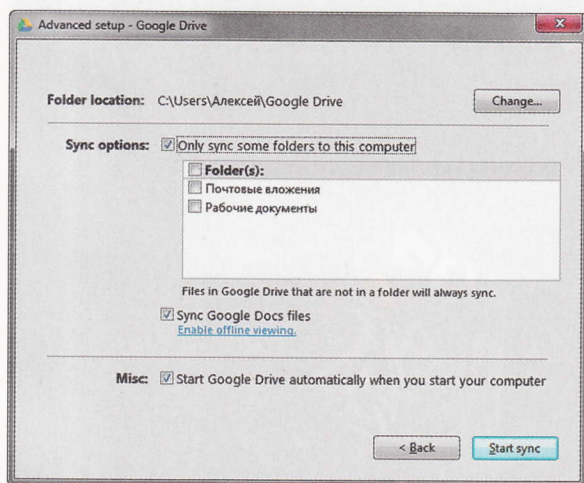 Advanced setup - Google Drive
Folder location: C:\Users\Алексей\Google Drive Change...
Sync options: Only sync some folders to this computer
Folder(s):
Почтовые вложения
Рабочие документы
Files in Google Drive that are not in a folder will always sync.
Sync Google Docs files
Enable offline viewing.
Misc: Start Google Drive automatically when you start your computer
< Back Start sync